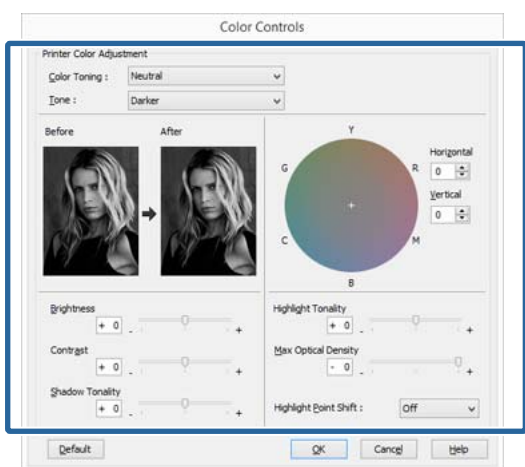 Color Controls
Printer Color Adjustment
Color Toning : Neutral
Tone : Darker
Before After
Y
G R
C M
B
Horizontal
0
Vertical
0
Brightness
+ 0 - +
Contrast
+ 0 - +
Shadow Tonality
+ 0 - +
Highlight Tonality
+ 0 - +
Max Optical Density
- 0 - +
Highlight Point Shift : Off
Default OK Cancel Help